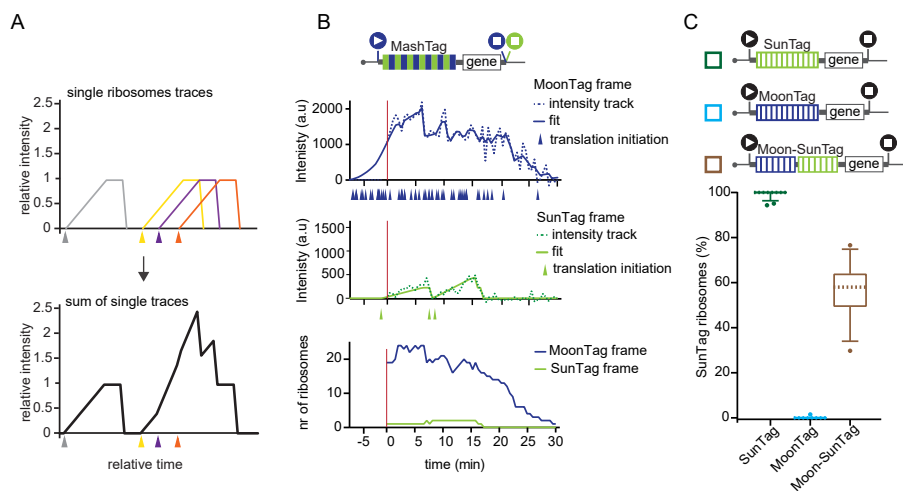 A
single ribosomes traces
relative intensity
2.5
2
1.5
1
0.5
0
sum of single traces
relative intensity
2.5
2
1.5
1
0.5
0
relative time
B
MashTag
gene
MoonTag frame
intensity track
fit
translation initiation
Intenisty (a.u)
2000
1000
0
SunTag frame
intensity track
fit
translation initiation
Intenisty (a.u)
1500
1000
500
0
MoonTag frame
SunTag frame
nr of ribosomes
20
10
0
-5 0 5 10 15 20 25 30
time (min)
C
SunTag
gene
MoonTag
gene
Moon-SunTag
gene
SunTag ribosomes (%)
100
80
60
40
20
0
SunTag
MoonTag
Moon-SunTag